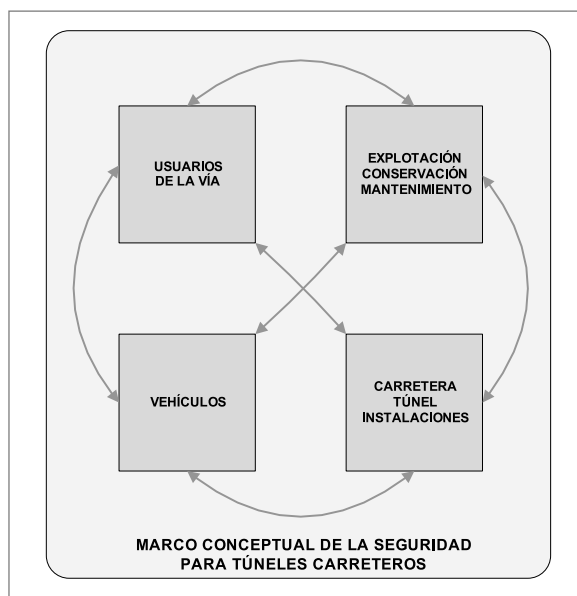 USUARIOS
DE LA VÍA
EXPLOTACIÓN
CONSERVACIÓN
MANTENIMIENTO
VEHÍCULOS
CARRETERA
TÚNEL
INSTALACIONES
MARCO CONCEPTUAL DE LA SEGURIDAD
PARA TÚNELES CARRETEROS